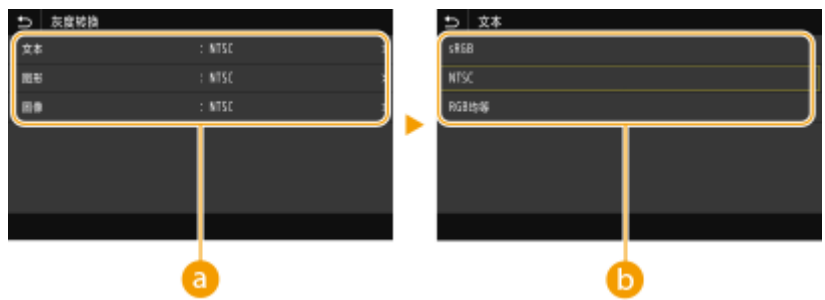 灰度转换
文本 : NTSC
图形 : NTSC
图像 : NTSC
a
文本
sRGB
NTSC
RGB均等
b